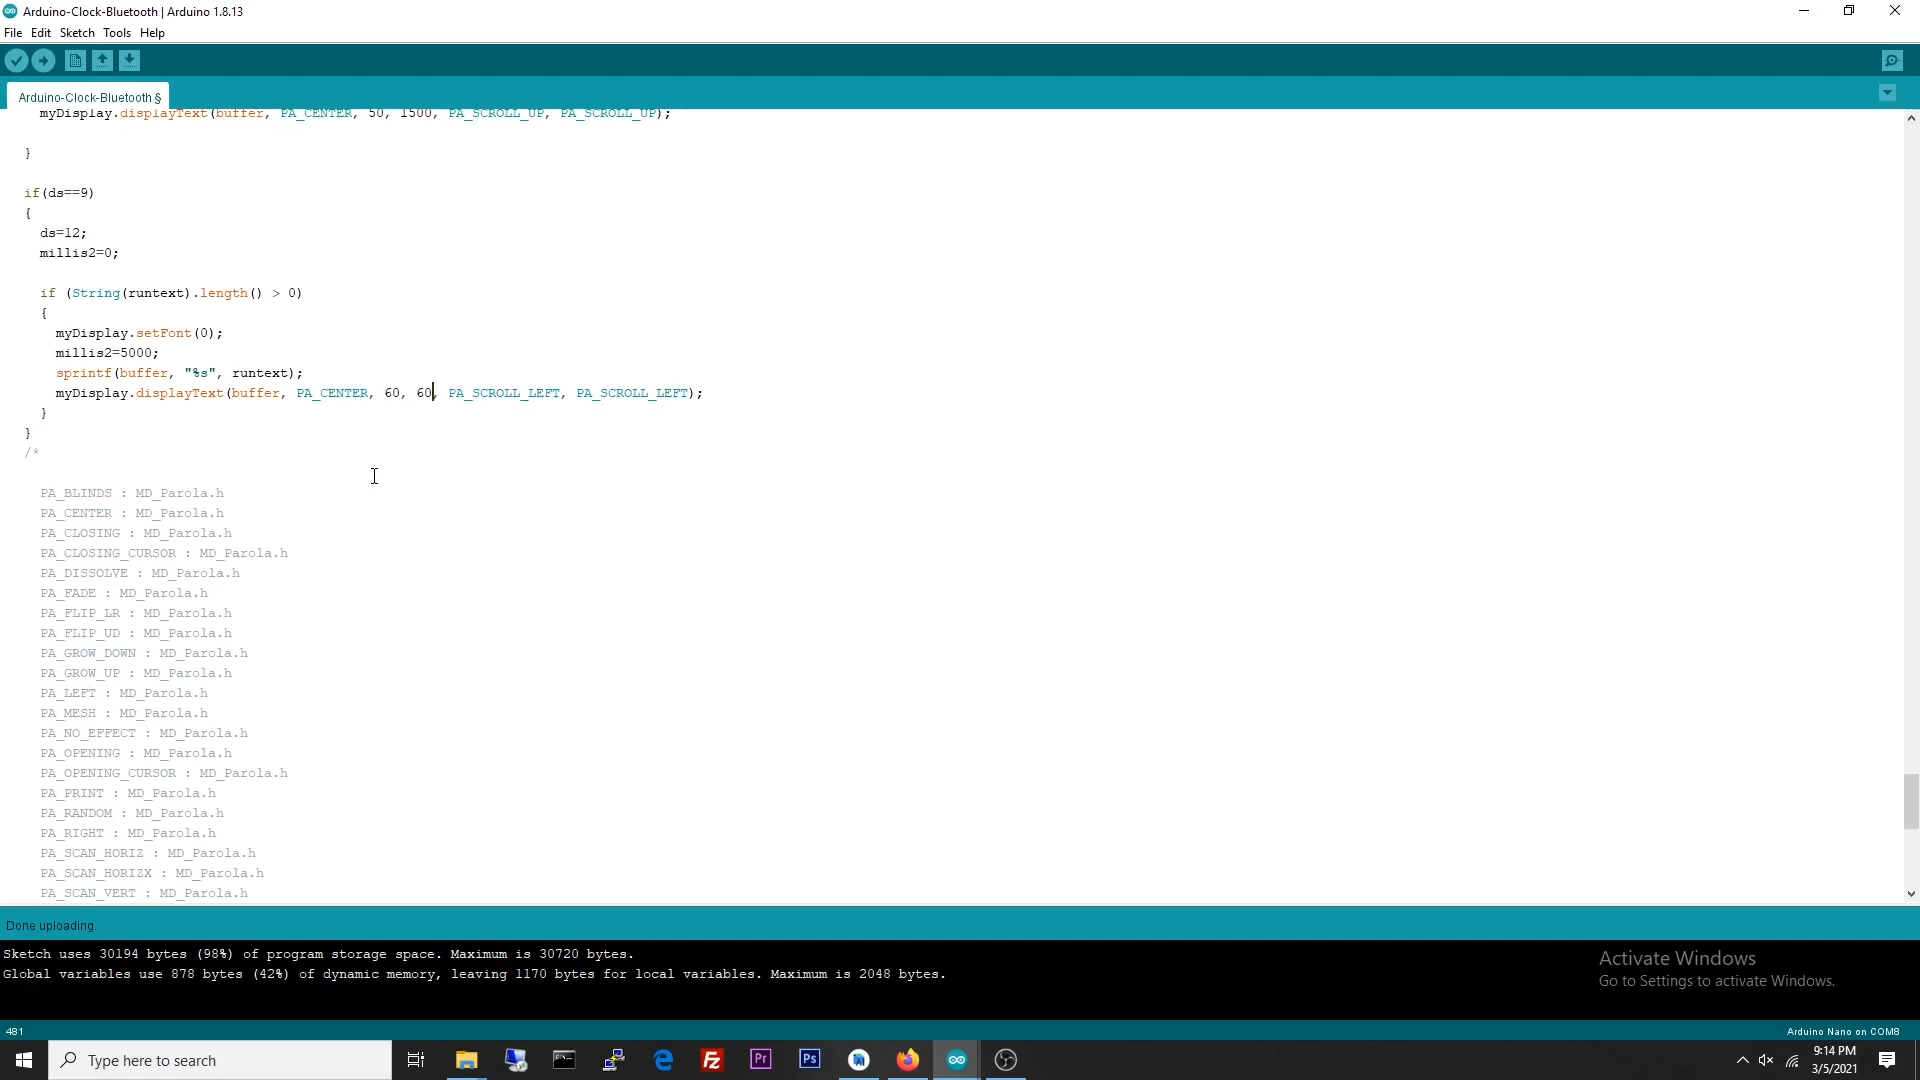 Arduino-Clock-Bluetooth | Arduino 1.8.13
File Edit Sketch Tools Help
Arduino-Clock-Bluetooth §
myDisplay.displayText(buffer, PA_CENTER, 50, 1500, PA_SCROLL_UP, PA_SCROLL_UP);
}
if(ds==9)
{
ds=12;
millis2=0;
if (String(runtext).length() > 0)
{
myDisplay.setFont(0);
millis2=5000;
sprintf(buffer, "%s", runtext);
myDisplay.displayText(buffer, PA_CENTER, 60, 60, PA_SCROLL_LEFT, PA_SCROLL_LEFT);
}
}
/*
PA_BLINDS : MD_Parola.h
PA_CENTER : MD_Parola.h
PA_CLOSING : MD_Parola.h
PA_CLOSING_CURSOR : MD_Parola.h
PA_DISSOLVE : MD_Parola.h
PA_FADE : MD_Parola.h
PA_FLIP_LR : MD_Parola.h
PA_FLIP_UD : MD_Parola.h
PA_GROW_DOWN : MD_Parola.h
PA_GROW_UP : MD_Parola.h
PA_LEFT : MD_Parola.h
PA_MESH : MD_Parola.h
PA_NO_EFFECT : MD_Parola.h
PA_OPENING : MD_Parola.h
PA_OPENING_CURSOR : MD_Parola.h
PA_PRINT : MD_Parola.h
PA_RANDOM : MD_Parola.h
PA_RIGHT : MD_Parola.h
PA_SCAN_HORIZ : MD_Parola.h
PA_SCAN_HORIZX : MD_Parola.h
PA_SCAN_VERT : MD_Parola.h
Done uploading.
Sketch uses 30194 bytes (98%) of program storage space. Maximum is 30720 bytes.
Global variables use 878 bytes (42%) of dynamic memory, leaving 1170 bytes for local variables. Maximum is 2048 bytes.
Activate Windows
Go to Settings to activate Windows.
481
Arduino Nano on COM8
Type here to search
Fz
Pr
Ps
9:14 PM
3/5/2021